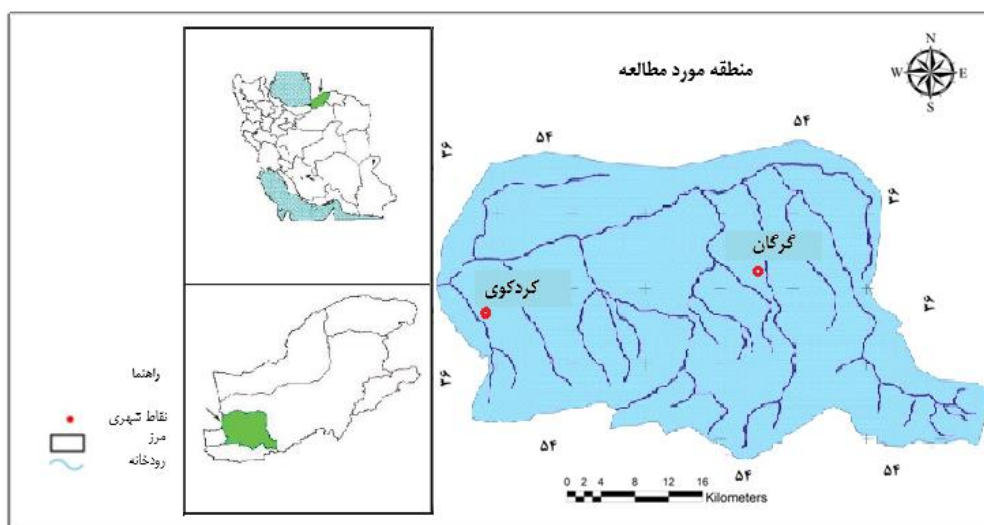 منطقه مورد مطالعه
N
W E
S
۵۴
۵۴
۳۶
۳۶
گرگان
کردکوی
۳۶
۳۶
راهنما
نقاط شهری
مرز
رودخانه
۵۴
۵۴
۵۴
0 2 4 8 12 16
Kilometers